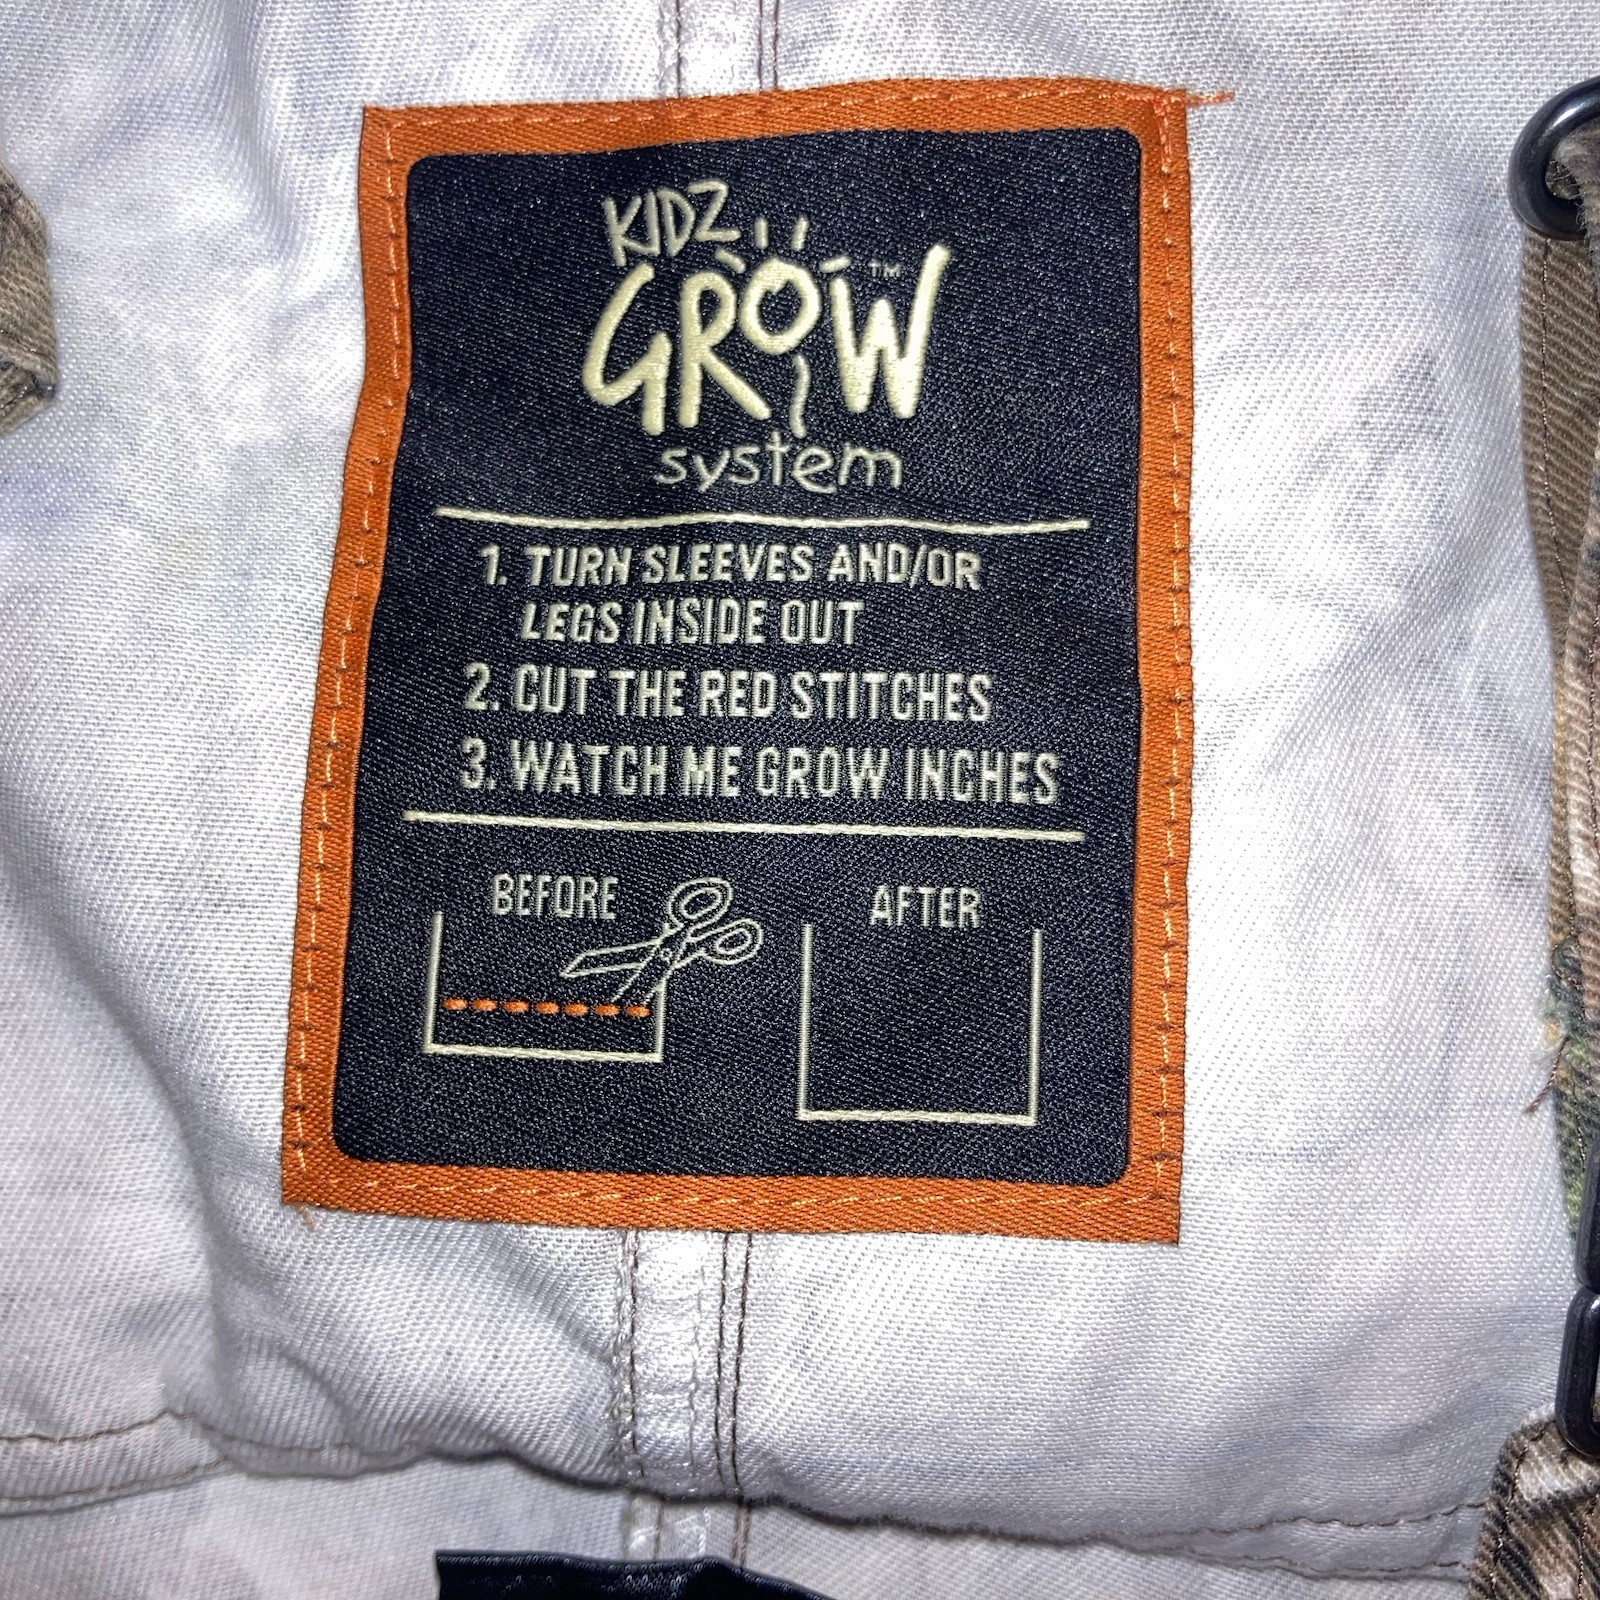 KIDZ
GROW™
system
1. TURN SLEEVES AND/OR
LEGS INSIDE OUT
2. CUT THE RED STITCHES
3. WATCH ME GROW INCHES
BEFORE AFTER